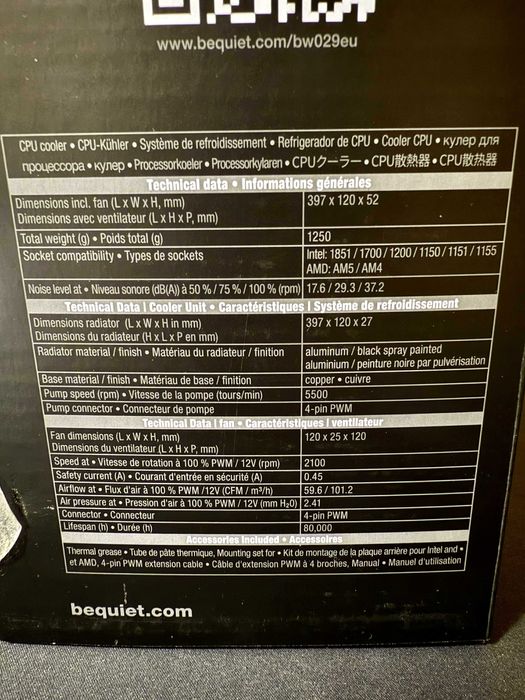 www.bequiet.com/bw029eu
CPU cooler • CPU-Kühler • Système de refroidissement • Refrigerador de CPU • Cooler CPU • кулер для
процессора • кулер • Processorkoeler • Processorkylaren • CPUクーラー • CPU散熱器 • CPU散热器
Technical data • Informations générales
Dimensions incl. fan (L x W x H, mm) 397 x 120 x 52
Dimensions avec ventilateur (L x H x P, mm)
Total weight (g) • Poids total (g) 1250
Socket compatibility • Types de sockets Intel: 1851 / 1700 / 1200 / 1150 / 1151 / 1155
AMD: AM5 / AM4
Noise level at • Niveau sonore (dB(A)) à 50 % / 75 % / 100 % (rpm) 17.6 / 29.3 / 37.2
Technical Data | Cooler Unit • Caractéristiques | Système de refroidissement
Dimensions radiator (L x W x H in mm) 397 x 120 x 27
Dimensions du radiateur (H x L x P en mm)
Radiator material / finish • Matériau du radiateur / finition aluminum / black spray painted
aluminium / peinture noire par pulvérisation
Base material / finish • Matériau de base / finition copper • cuivre
Pump speed (rpm) • Vitesse de la pompe (tours/min) 5500
Pump connector • Connecteur de pompe 4-pin PWM
Technical Data | fan • Caractéristiques | ventilateur
Fan dimensions (L x W x H, mm) 120 x 25 x 120
Dimensions du ventilateur (L x H x P, mm)
Speed at • Vitesse de rotation à 100 % PWM / 12V (rpm) 2100
Safety current (A) • Courant d'entrée en sécurité (A) 0.45
Airflow at • Flux d'air à 100 % PWM /12V (CFM / m³/h) 59.6 / 101.2
Air pressure at • Pression d'air à 100 % PWM / 12V (mm H₂0) 2.41
Connector • Connecteur 4-pin PWM
Lifespan (h) • Durée (h) 80,000
Accessories Included • Accessoires
Thermal grease • Tube de pâte thermique, Mounting set for • Kit de montage de la plaque arrière pour Intel and •
et AMD, 4-pin PWM extension cable • Câble d'extension PWM à 4 broches, Manual • Manuel d'utilisation
bequiet.com